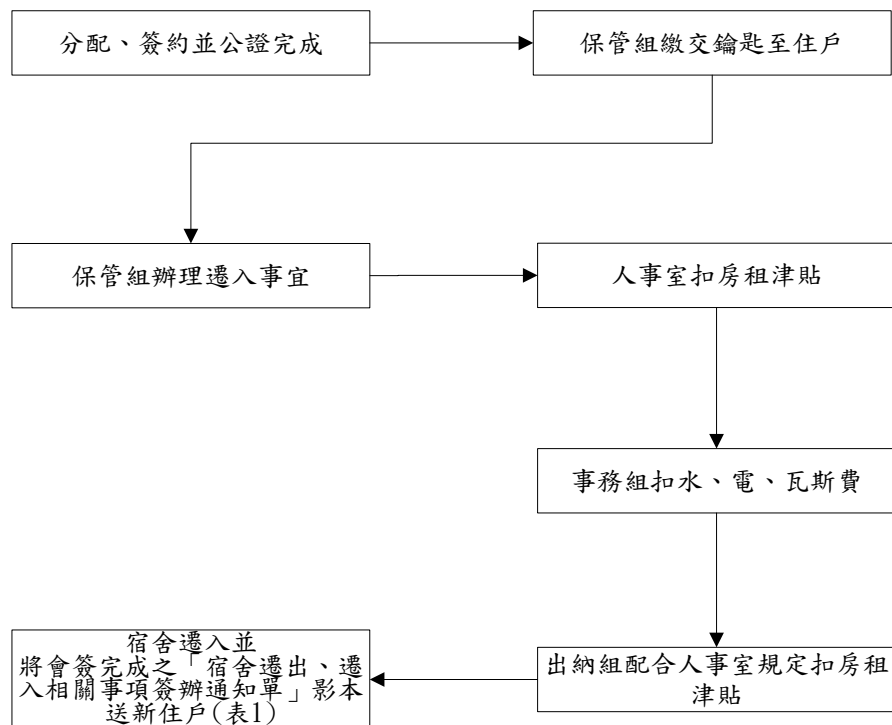 分配、簽約並公證完成
保管組繳交鑰匙至住戶
保管組辦理遷入事宜
人事室扣房租津貼
事務組扣水、電、瓦斯費
出納組配合人事室規定扣房租
津貼
宿舍遷入並
將會簽完成之「宿舍遷出、遷
入相關事項簽辦通知單」影本
送新住戶(表1)